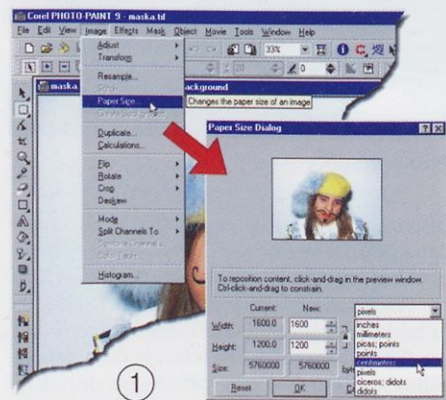 Corel PHOTO-PAINT 9 - maska.tif
File Edit View Image Effects Mask Object Movie Tools Window Help
33%
Adjust
Transform
Resample...
Paper Size...
Duplicate...
Calculations...
Flip
Rotate
Crop
Deskew
Mode
Split Channels To
Histogram...
maska
ackground
Changes the paper size of an image
Paper Size Dialog
To reposition content, click-and-drag in the preview window.
Ctrl-click-and-drag to constrain.
Current: New: pixels
Width: 1600.0 1600
Height: 1200.0 1200
Size: 5760000 5760000 byt
inches
millimeters
picas; points
points
centimeters
pixels
ciceros; didots
didots
Reset OK C
1